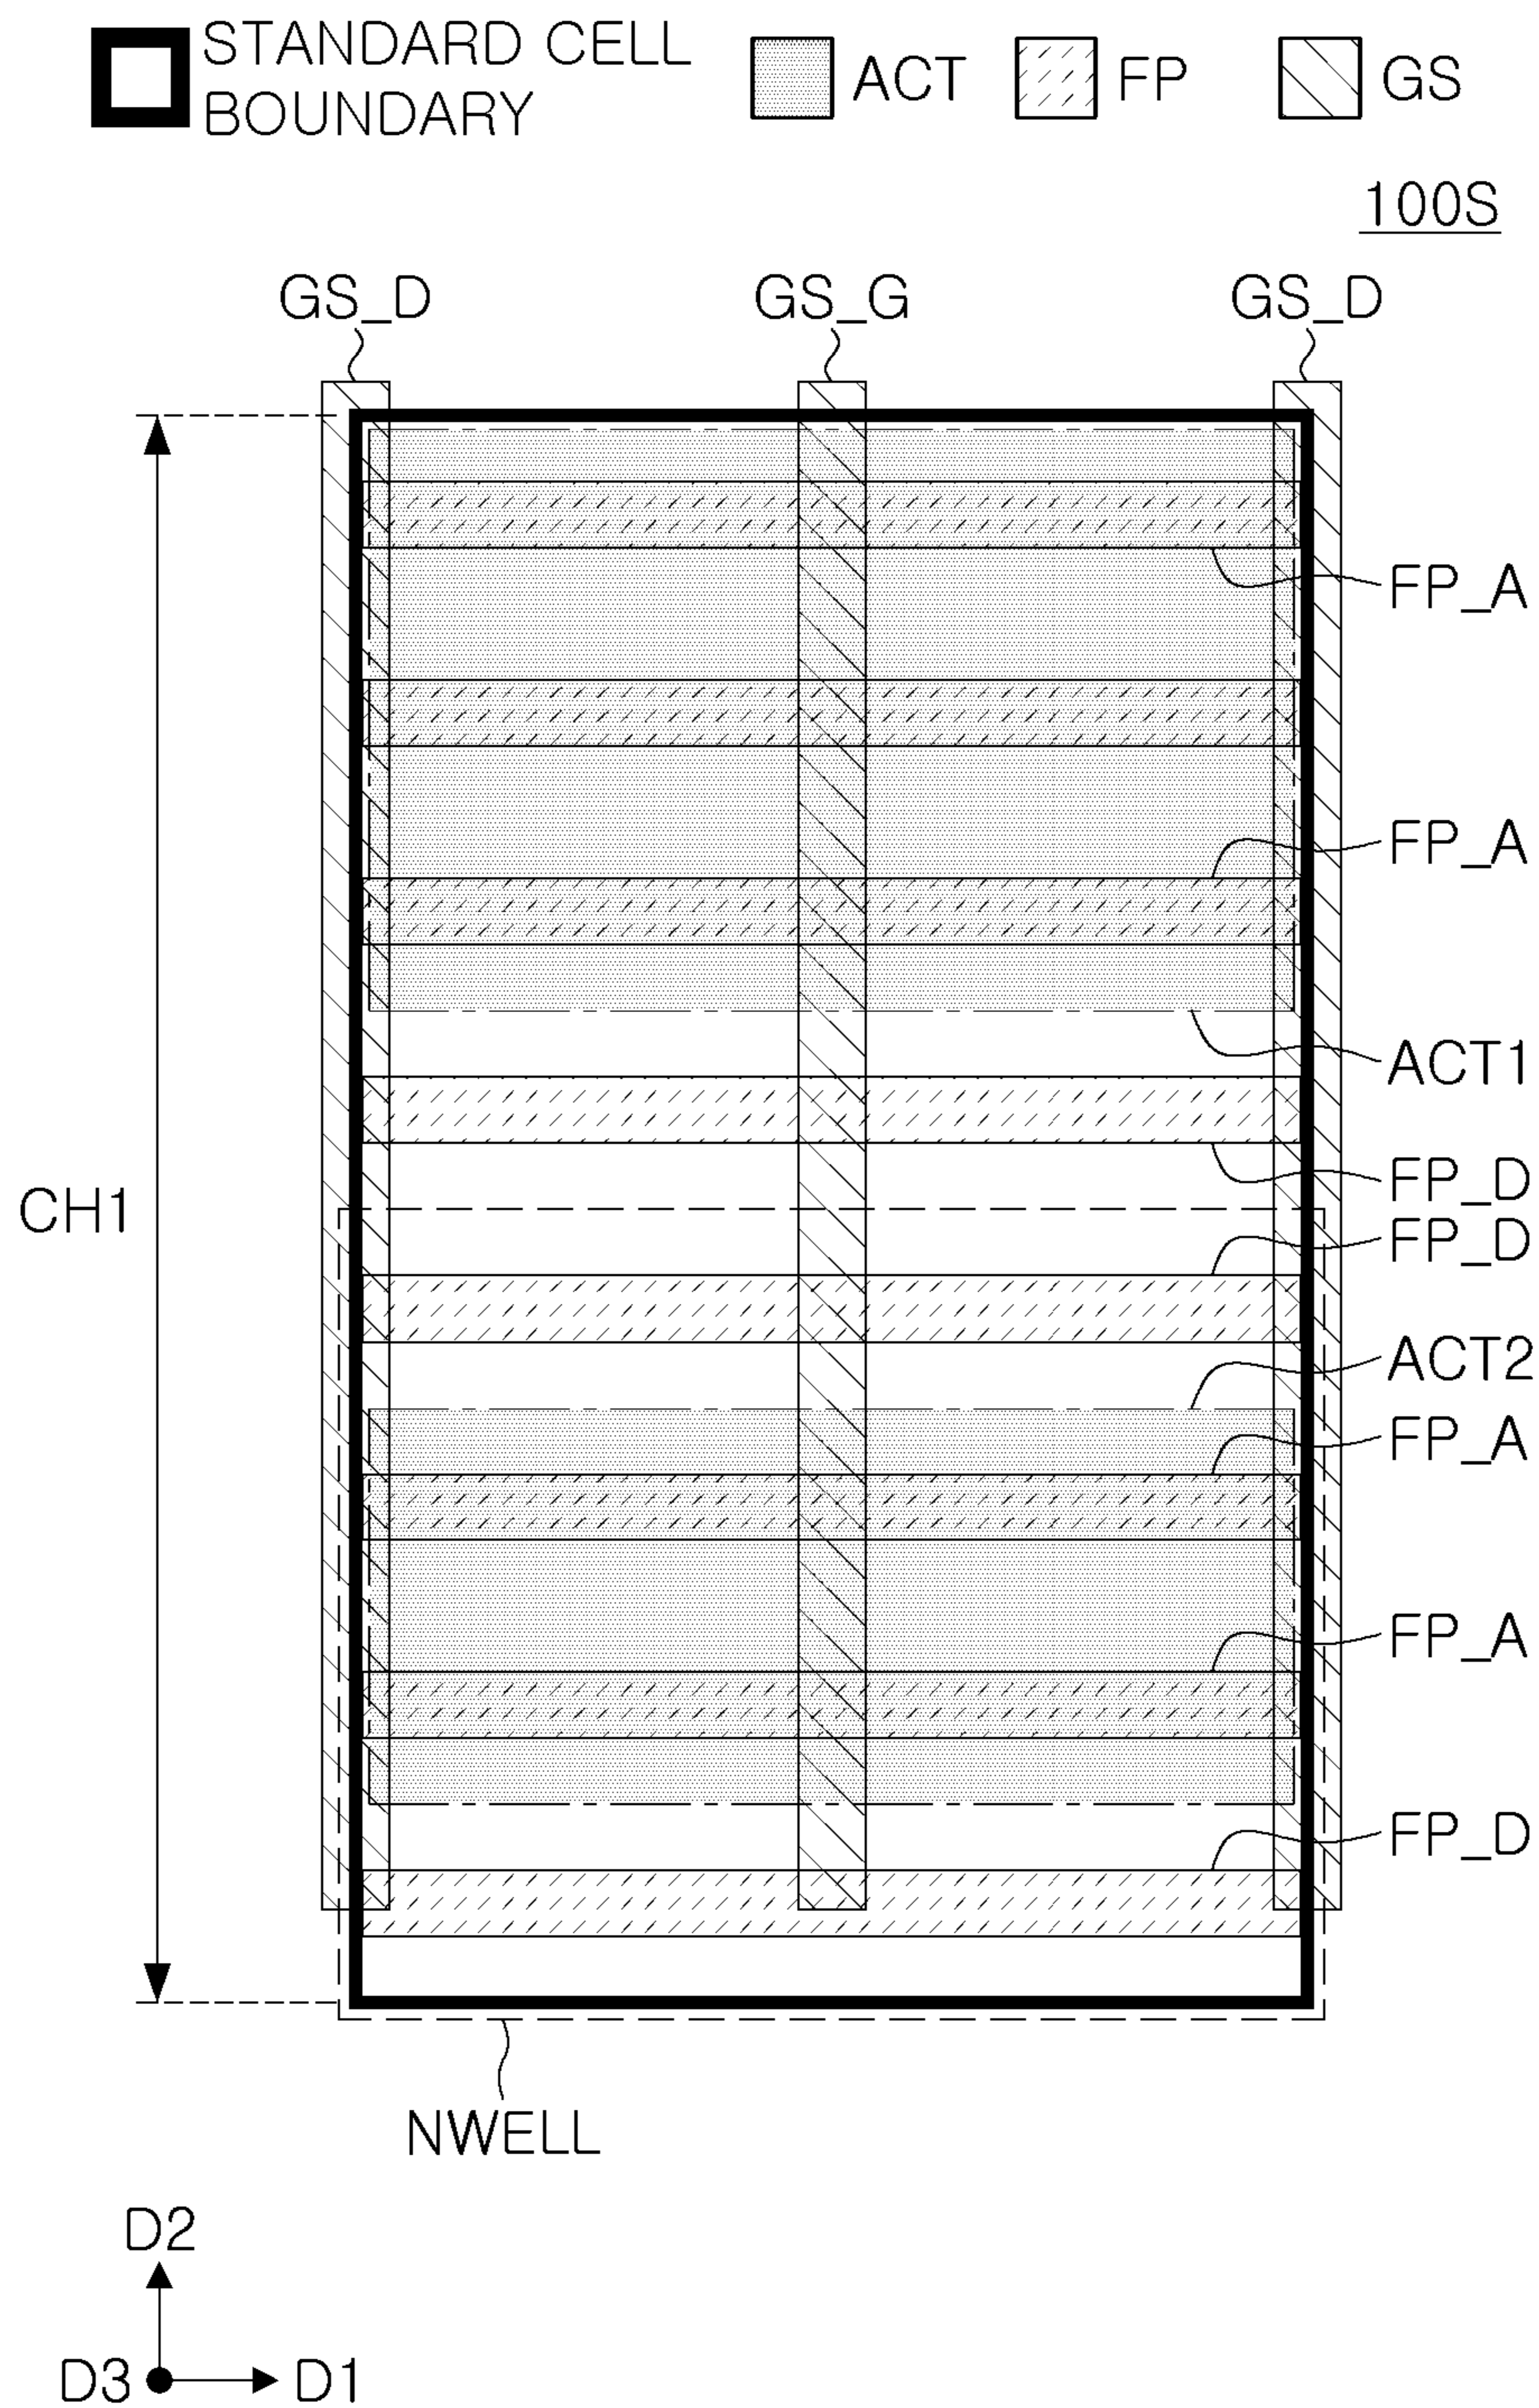 STANDARD CELL
BOUNDARY
ACT
FP
GS
100S
GS_D
GS_G
GS_D
FP_A
FP_A
ACT1
FP_D
CH1
FP_D
ACT2
FP_A
FP_A
FP_D
NWELL
D2
D3
D1